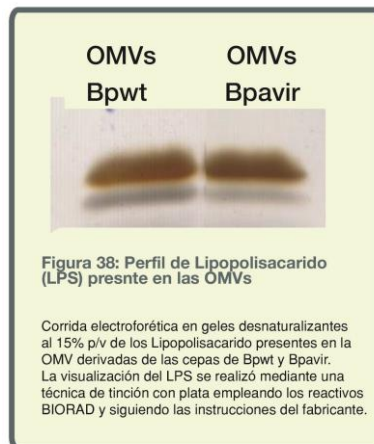 OMVs OMVs
Bpwt Bpavir
Figura 38: Perfil de Lipopolisacarido
(LPS) presnte en las OMVs
Corrida electroforética en geles desnaturalizantes
al 15% p/v de los Lipopolisacarido presentes en la
OMV derivadas de las cepas de Bpwt y Bpavir.
La visualización del LPS se realizó mediante una
técnica de tinción con plata empleando los reactivos
BIORAD y siguiendo las instrucciones del fabricante.